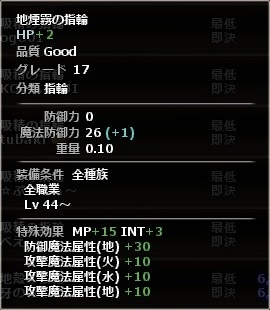 地煙霧の指輪
HP+2
品質 Good
グレード 17
分類 指輪
防御力 0
魔法防御力 26 (+1)
重量 0.10
装備条件 全種族
全職業
Lv 44～
特殊効果 MP+15 INT+3
防御魔法属性(地) +30
攻撃魔法属性(火) +10
攻撃魔法属性(水) +10
攻撃魔法属性(地) +10